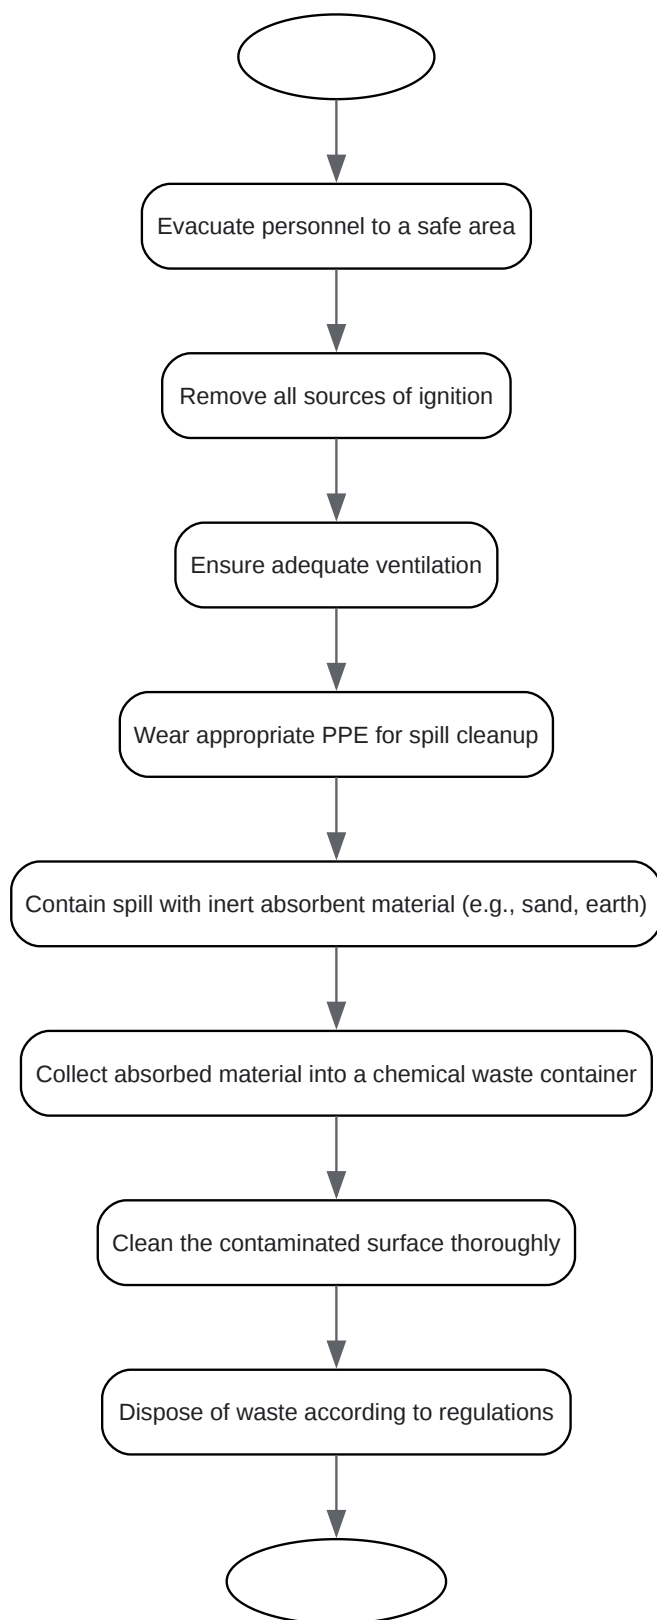 Evacuate personnel to a safe area
Remove all sources of ignition
Ensure adequate ventilation
Wear appropriate PPE for spill cleanup
Contain spill with inert absorbent material (e.g., sand, earth)
Collect absorbed material into a chemical waste container
Clean the contaminated surface thoroughly
Dispose of waste according to regulations